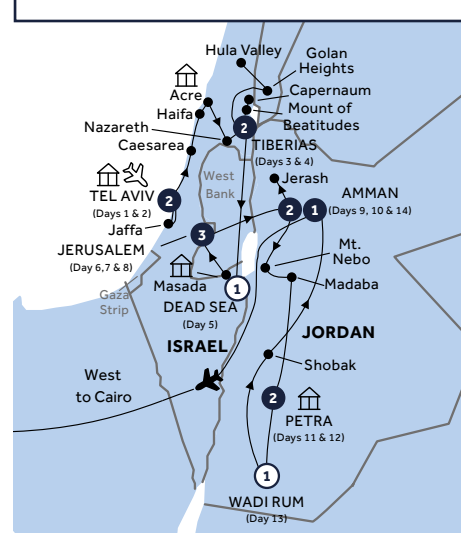 Hula Valley
Golan
Heights
Acre
Capernaum
Haifa
Mount of
Beatitudes
Nazareth
2
TIBERIAS
(Days 3 & 4)
Caesarea
West
Bank
Jerash
TEL AVIV
(Days 1 & 2)
2
AMMAN
(Days 9, 10 & 14)
2
1
Jaffa
3
JERUSALEM
(Day 6,7 & 8)
Mt.
Nebo
Madaba
Masada
1
Gaza
Strip
DEAD SEA
(Day 5)
ISRAEL
JORDAN
Shobak
West
to Cairo
2
PETRA
(Days 11 & 12)
1
WADI RUM
(Day 13)